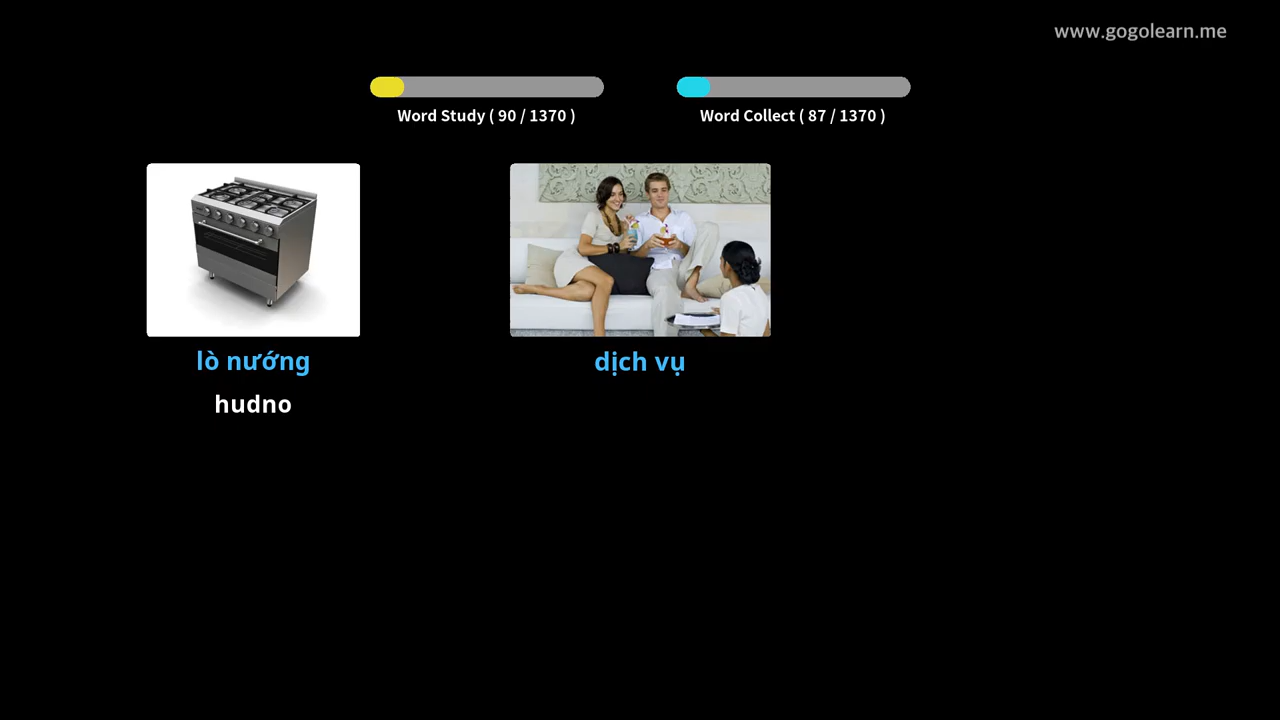 www.gogolearn.me
Word Study ( 90 / 1370 )
Word Collect ( 87 / 1370 )
lò nướng
hudno
dịch vụ